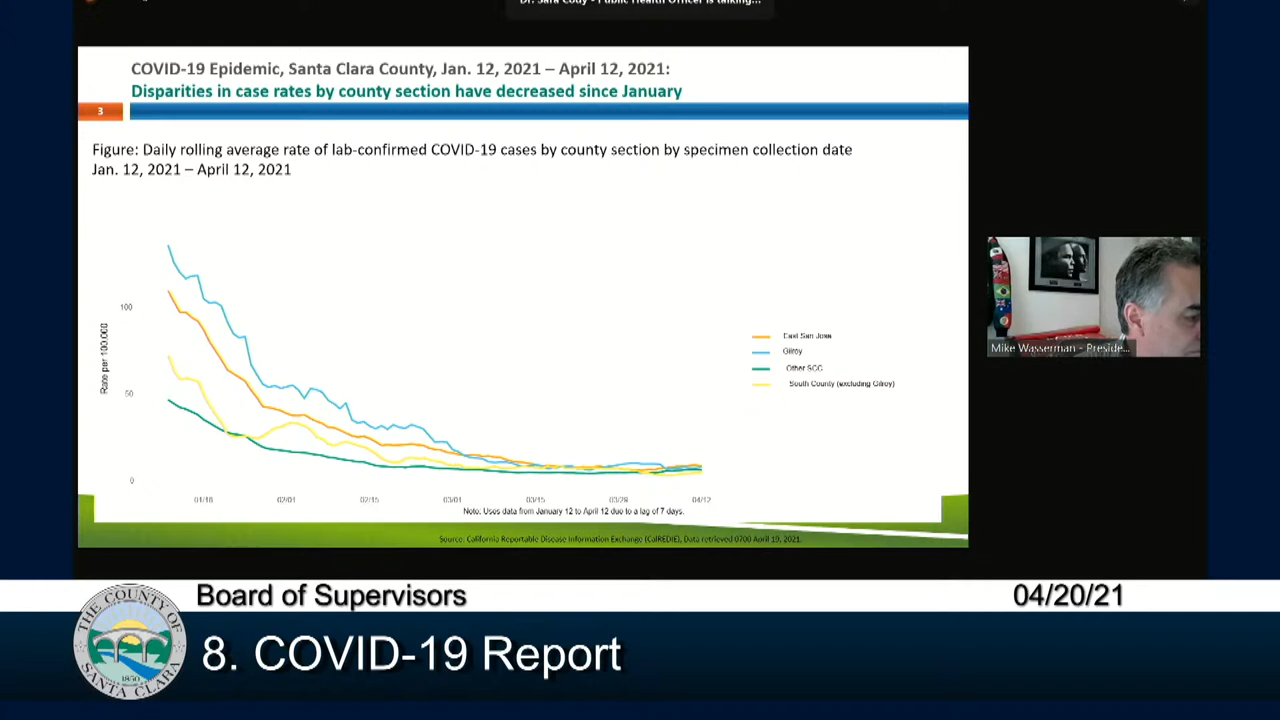 Dr. Sara Cody - Public Health Officer is talking...
COVID-19 Epidemic, Santa Clara County, Jan. 12, 2021 – April 12, 2021:
Disparities in case rates by county section have decreased since January
3
Figure: Daily rolling average rate of lab-confirmed COVID-19 cases by county section by specimen collection date
Jan. 12, 2021 – April 12, 2021
Rate per 100,000
100
50
0
01/18
02/01
02/15
03/01
03/15
03/29
04/12
East San Jose
Gilroy
Other SCC
South County (excluding Gilroy)
Note: Uses data from January 12 to April 12 due to a lag of 7 days.
Source: California Reportable Disease Information Exchange (CalREDIE), Data retrieved 0700 April 19, 2021.
Mike Wasserman - Preside...
Board of Supervisors
04/20/21
8. COVID-19 Report
THE COUNTY OF
SANTA CLARA
1850